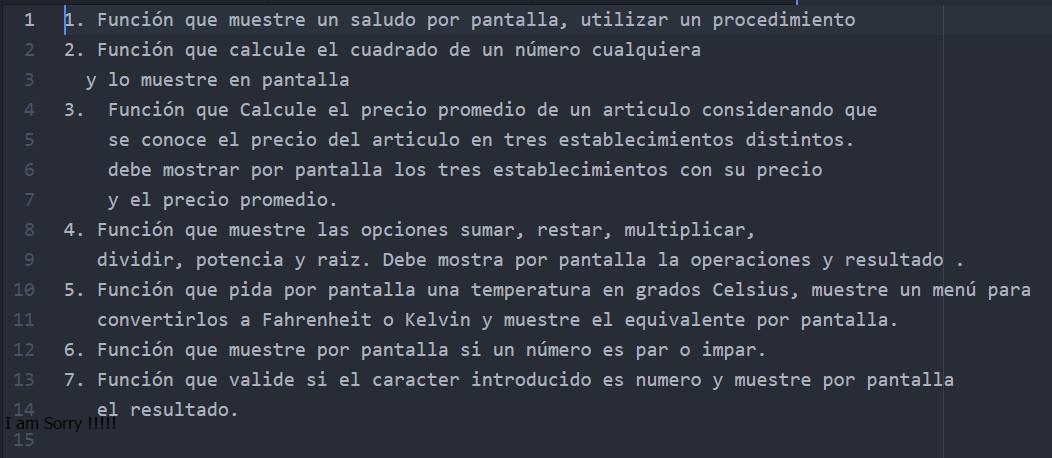 1 1. Función que muestre un saludo por pantalla, utilizar un procedimiento
2 2. Función que calcule el cuadrado de un número cualquiera
3 y lo muestre en pantalla
4 3. Función que Calcule el precio promedio de un articulo considerando que
5 se conoce el precio del articulo en tres establecimientos distintos.
6 debe mostrar por pantalla los tres establecimientos con su precio
7 y el precio promedio.
8 4. Función que muestre las opciones sumar, restar, multiplicar,
9 dividir, potencia y raiz. Debe mostra por pantalla la operaciones y resultado .
10 5. Función que pida por pantalla una temperatura en grados Celsius, muestre un menú para
11 convertirlos a Fahrenheit o Kelvin y muestre el equivalente por pantalla.
12 6. Función que muestre por pantalla si un número es par o impar.
13 7. Función que valide si el caracter introducido es numero y muestre por pantalla
14 el resultado.
I am Sorry !!!!!
15